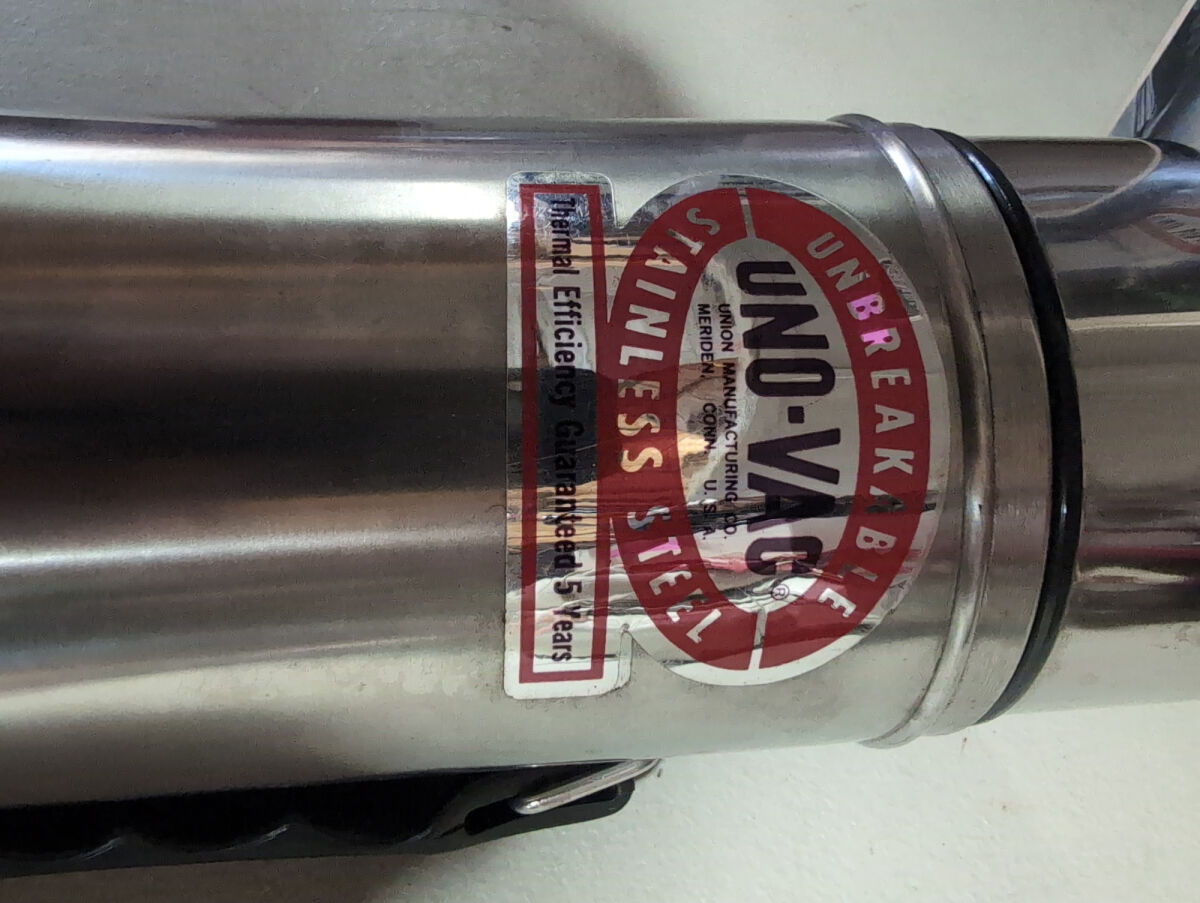 UNBREAKABLE
UNO-VAC®
UNION MANUFACTURING CO.
MERIDEN, CONN. U.S.A.
STAINLESS STEEL
Thermal Efficiency Guaranteed 5 Years